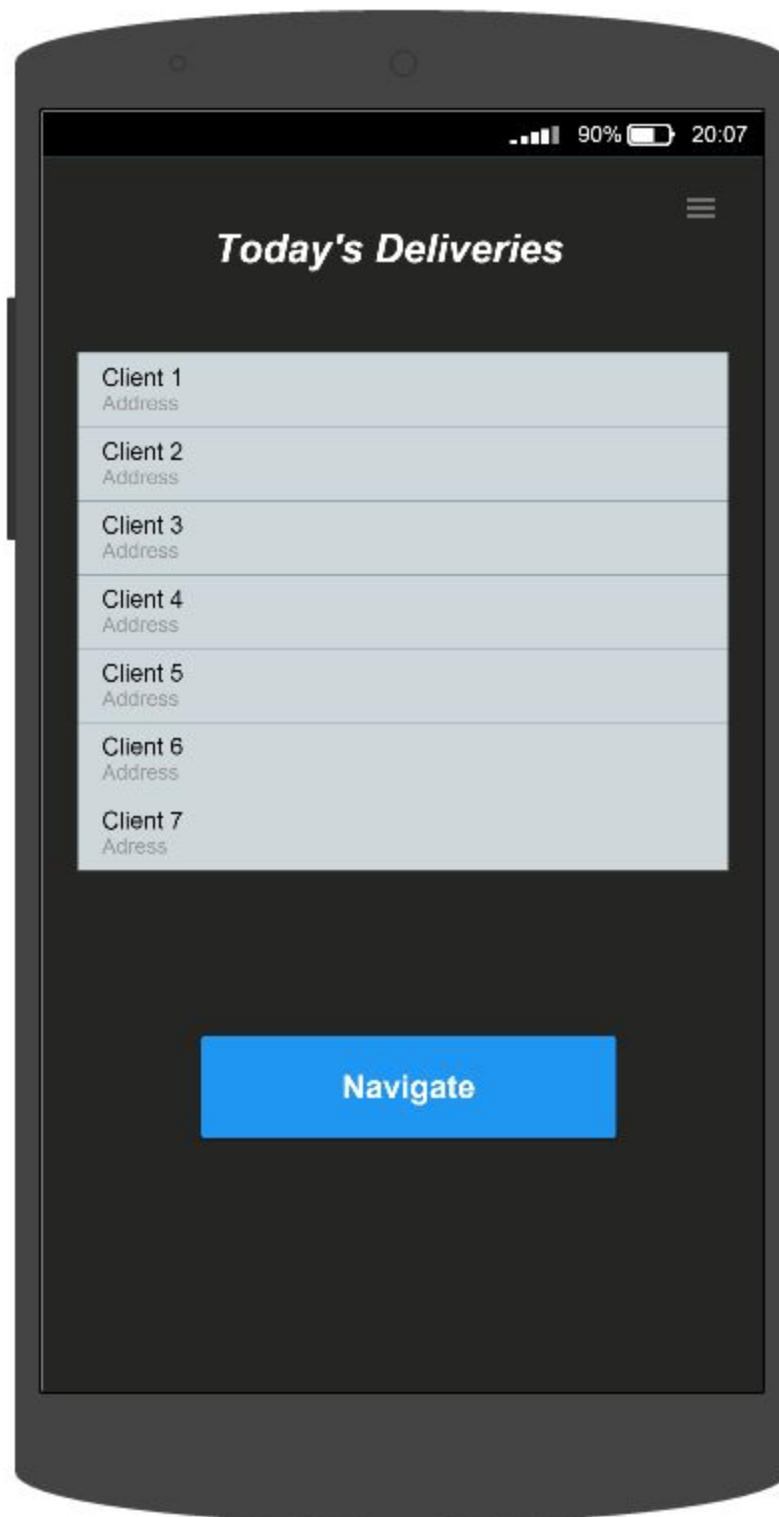 90% 20:07
Today's Deliveries
Client 1
Address
Client 2
Address
Client 3
Address
Client 4
Address
Client 5
Address
Client 6
Address
Client 7
Adress
Navigate